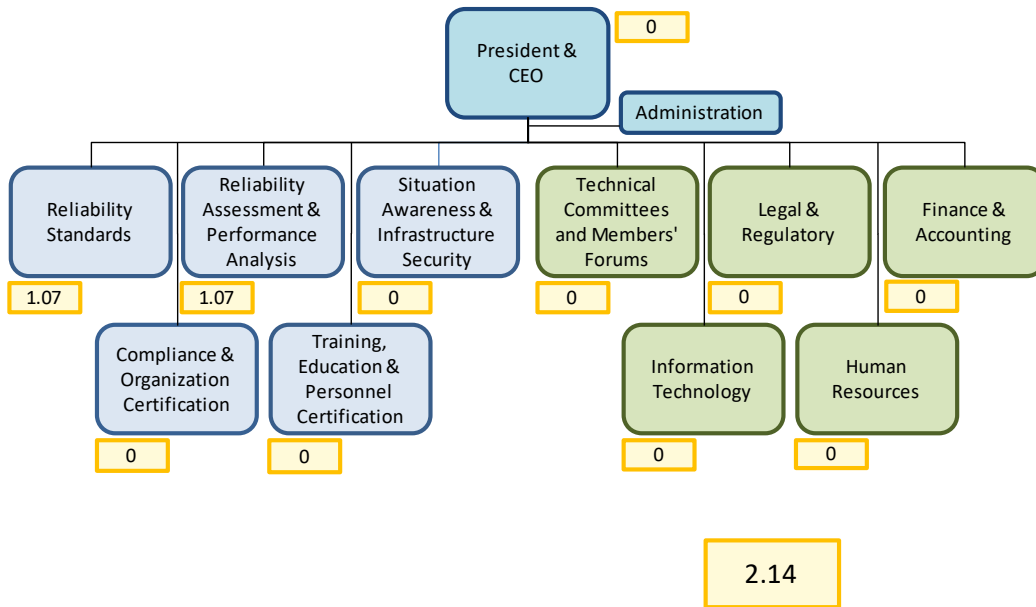 0
President &
CEO
Administration
Reliability
Standards
1.07
Reliability
Assessment &
Performance
Analysis
1.07
Situation
Awareness &
Infrastructure
Security
0
Technical
Committees
and Members'
Forums
0
Legal &
Regulatory
0
Finance &
Accounting
0
Compliance &
Organization
Certification
0
Training,
Education &
Personnel
Certification
0
Information
Technology
0
Human
Resources
0
2.14